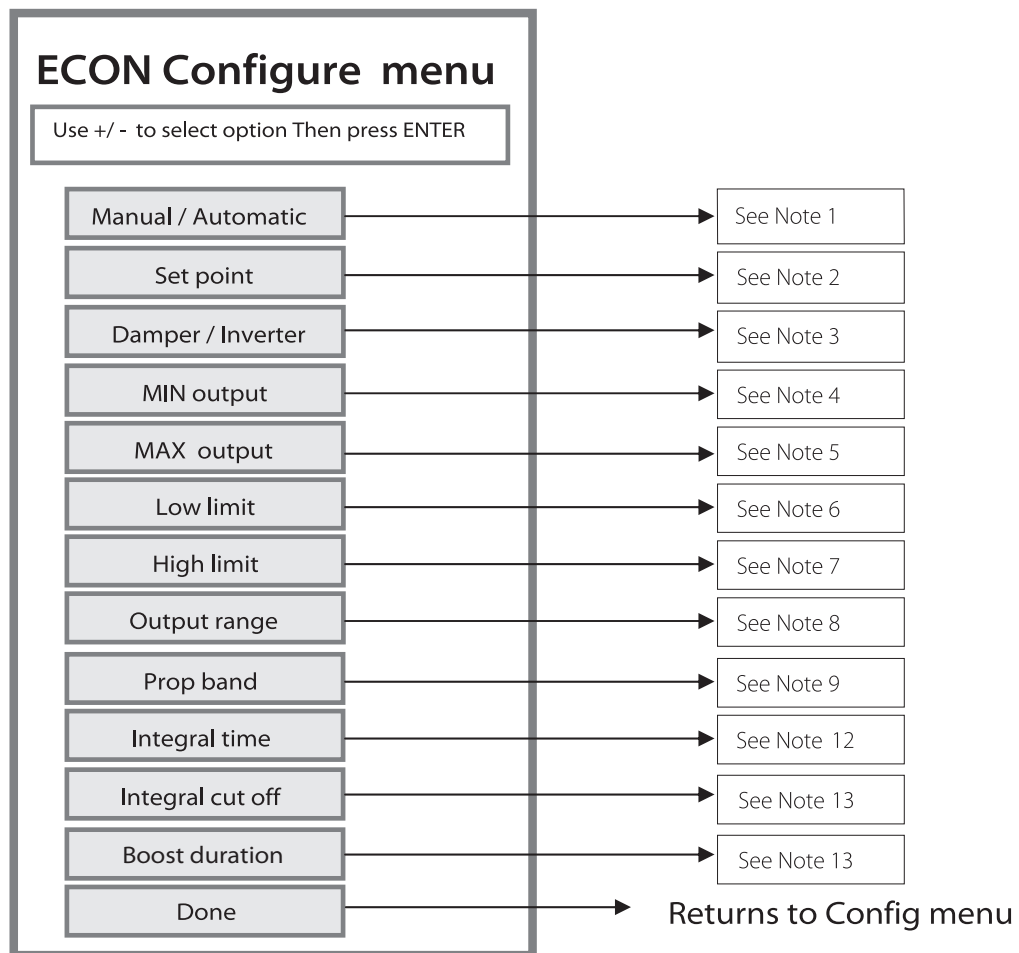 ECON Configure menu
Use +/ - to select option Then press ENTER
Manual / Automatic
See Note 1
Set point
See Note 2
Damper / Inverter
See Note 3
MIN output
See Note 4
MAX output
See Note 5
Low limit
See Note 6
High limit
See Note 7
Output range
See Note 8
Prop band
See Note 9
Integral time
See Note 12
Integral cut off
See Note 13
Boost duration
See Note 13
Done
Returns to Config menu